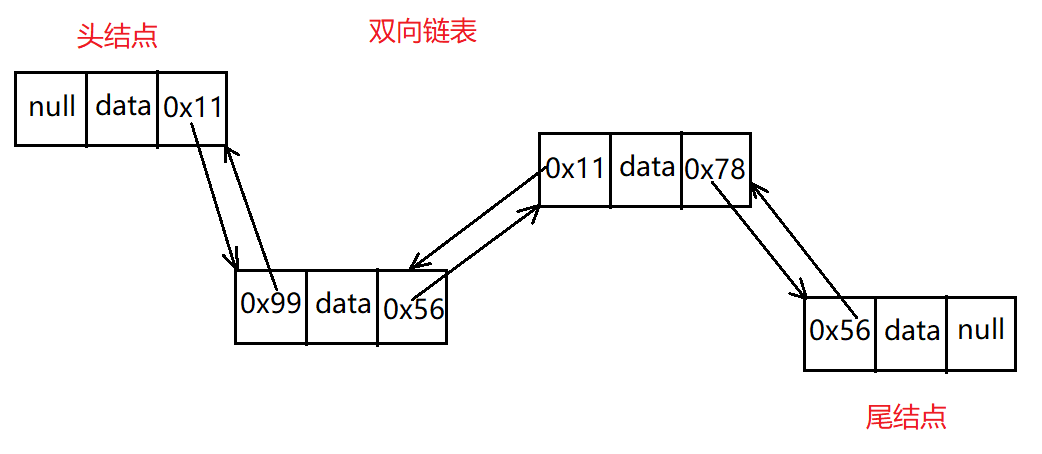 头结点
双向链表
null data 0x11
0x11 data 0x78
0x99 data 0x56
0x56 data null
尾结点